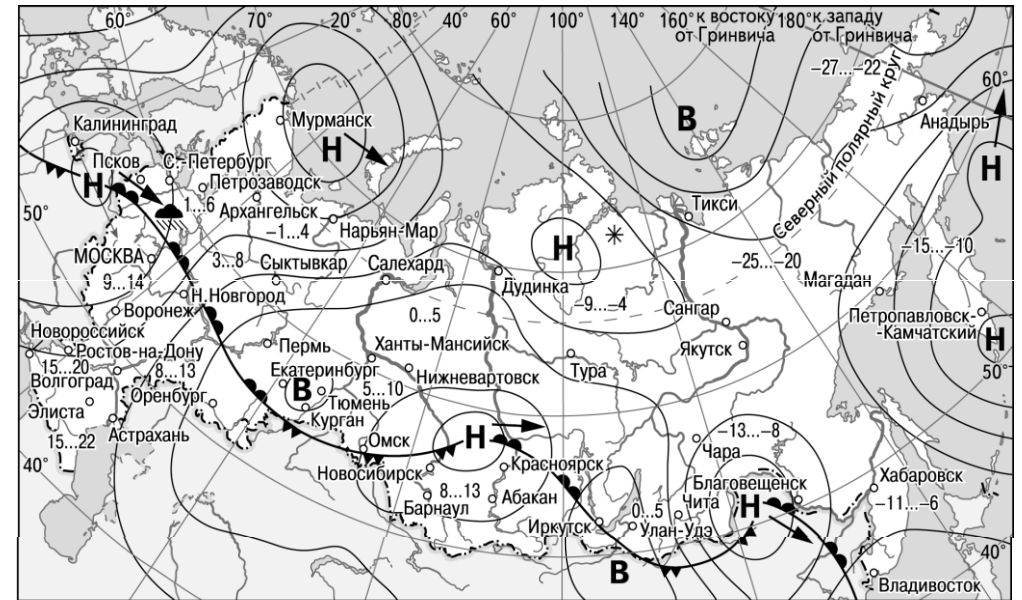 60° 70° 20° 80° 40° 60° 100° 140° 160° к востоку от Гринвича 180° к западу от Гринвича
−27...−22
60°
Северный полярный круг
Анадырь
Мурманск
В
Калининград
Н
Н
Псков
С.-Петербург
Н
Петрозаводск
1...6
Тикси
50°
Архангельск
−1...4
Нарьян-Мар
Н
−15...−10
МОСКВА
3...8
Сыктывкар
Салехард
−25...−20
9...14
Дудинка
Магадан
Н.Новгород
−9...−4
Сангар
Воронеж
0...5
Петропавловск-
-Камчатский
Новороссийск
Н
Ростов-на-Дону
Пермь
Ханты-Мансийск
Якутск
15...20
8...13
Екатеринбург
Тура
50°
Волгоград
В
5...10
Нижневартовск
Оренбург
Тюмень
Элиста
Курган
15...22
Астрахань
Омск
Н
−13...−8
Чара
40°
Новосибирск
Красноярск
Благовещенск
Хабаровск
8...13
Абакан
Чита
Н
−11...−6
Барнаул
0...5
Иркутск
Улан-Удэ
40°
В
Владивосток